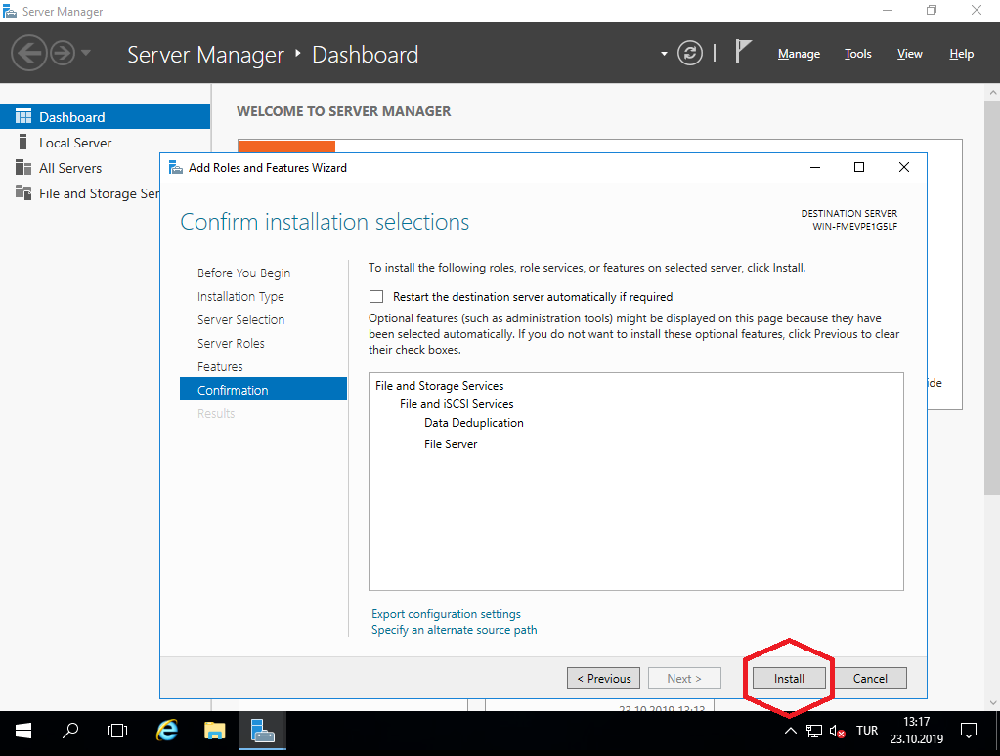 Server Manager
Server Manager ‣ Dashboard
Manage Tools View Help
Dashboard
Local Server
All Servers
File and Storage Ser
WELCOME TO SERVER MANAGER
Add Roles and Features Wizard
Confirm installation selections
DESTINATION SERVER
WIN-FMEVPE1G5LF
Before You Begin
Installation Type
Server Selection
Server Roles
Features
Confirmation
Results
To install the following roles, role services, or features on selected server, click Install.
Restart the destination server automatically if required
Optional features (such as administration tools) might be displayed on this page because they have
been selected automatically. If you do not want to install these optional features, click Previous to clear
their check boxes.
File and Storage Services
File and iSCSI Services
Data Deduplication
File Server
ide
Export configuration settings
Specify an alternate source path
< Previous
Next >
Install
Cancel
23.10.2019 13:13
TUR
13:17
23.10.2019